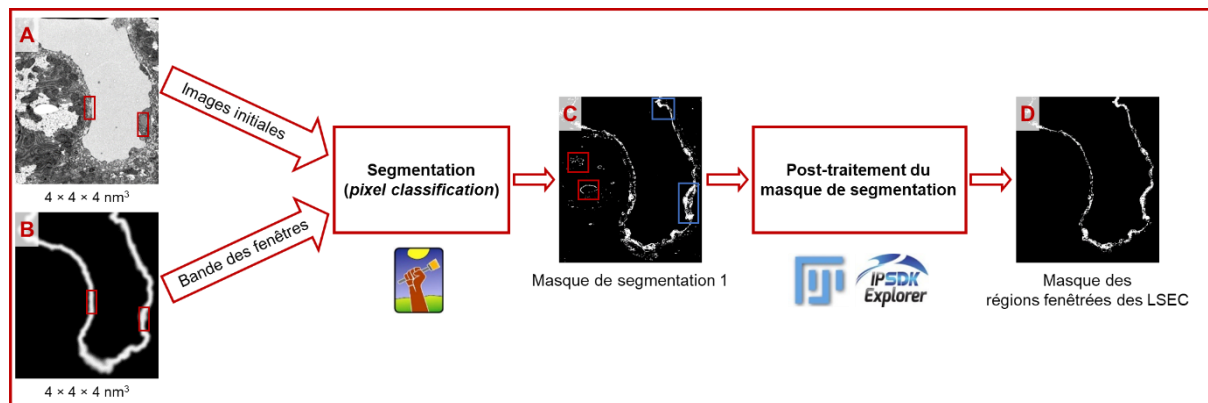 A
4 × 4 × 4 nm³
B
4 × 4 × 4 nm³
Images initiales
Bande des fenêtres
Segmentation
(pixel classification)
C
Masque de segmentation 1
Post-traitement du
masque de segmentation
IPSDK
Explorer
D
Masque des
régions fenêtrées des LSEC